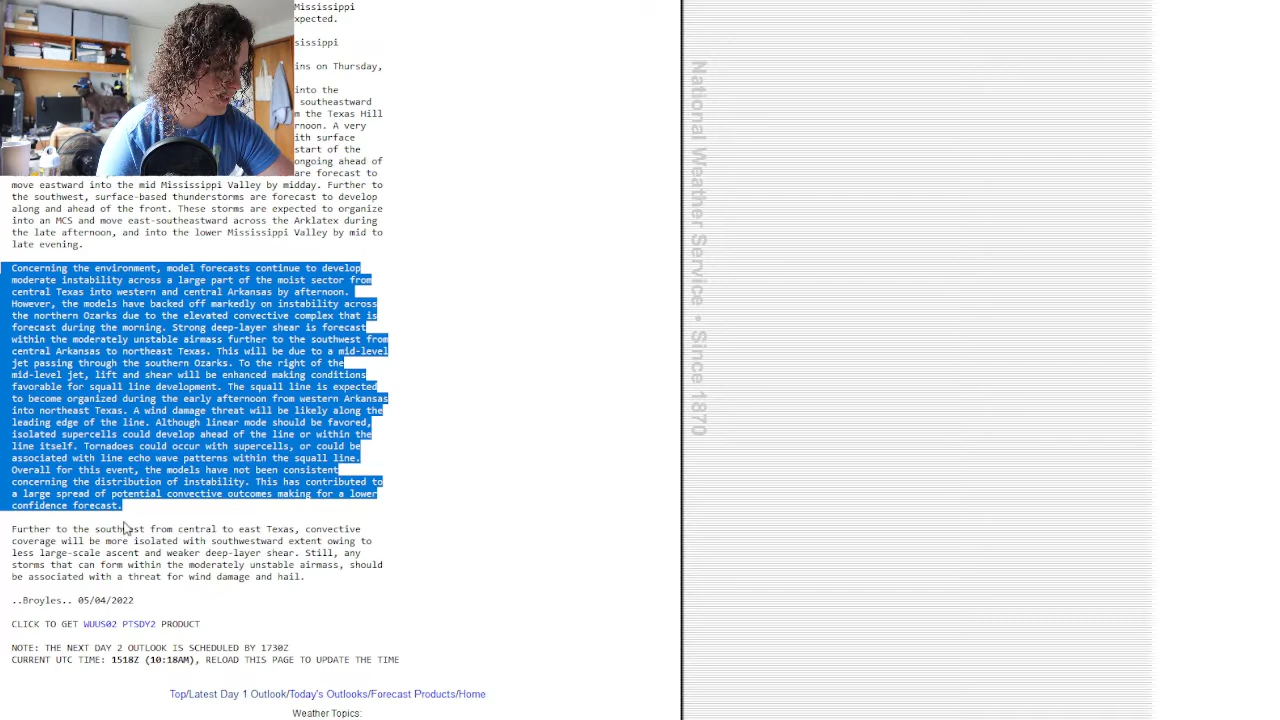 Mississippi
xpected.
sissippi
ins on Thursday,
into the
southeastward
m the Texas Hill
rnoon. A very
ith surface
start of the
ongoing ahead of
are forecast to
move eastward into the mid Mississippi Valley by midday. Further to
the southwest, surface-based thunderstorms are forecast to develop
along and ahead of the front. These storms are expected to organize
into an MCS and move east-southeastward across the Arklatex during
the late afternoon, and into the lower Mississippi Valley by mid to
late evening.
Concerning the environment, model forecasts continue to develop
moderate instability across a large part of the moist sector from
central Texas into western and central Arkansas by afternoon.
However, the models have backed off markedly on instability across
the northern Ozarks due to the elevated convective complex that is
forecast during the morning. Strong deep-layer shear is forecast
within the moderately unstable airmass further to the southwest from
central Arkansas to northeast Texas. This will be due to a mid-level
jet passing through the southern Ozarks. To the right of the
mid-level jet, lift and shear will be enhanced making conditions
favorable for squall line development. The squall line is expected
to become organized during the early afternoon from western Arkansas
into northeast Texas. A wind damage threat will be likely along the
leading edge of the line. Although linear mode should be favored,
isolated supercells could develop ahead of the line or within the
line itself. Tornadoes could occur with supercells, or could be
associated with line echo wave patterns within the squall line.
Overall for this event, the models have not been consistent
concerning the distribution of instability. This has contributed to
a large spread of potential convective outcomes making for a lower
confidence forecast.
Further to the southwest from central to east Texas, convective
coverage will be more isolated with southwestward extent owing to
less large-scale ascent and weaker deep-layer shear. Still, any
storms that can form within the moderately unstable airmass, should
be associated with a threat for wind damage and hail.
..Broyles.. 05/04/2022
CLICK TO GET WUUS02 PTSDY2 PRODUCT
NOTE: THE NEXT DAY 2 OUTLOOK IS SCHEDULED BY 1730Z
CURRENT UTC TIME: 1518Z (10:18AM), RELOAD THIS PAGE TO UPDATE THE TIME
Top/Latest Day 1 Outlook/Today's Outlooks/Forecast Products/Home
Weather Topics:
National Weather Service • Since 1870